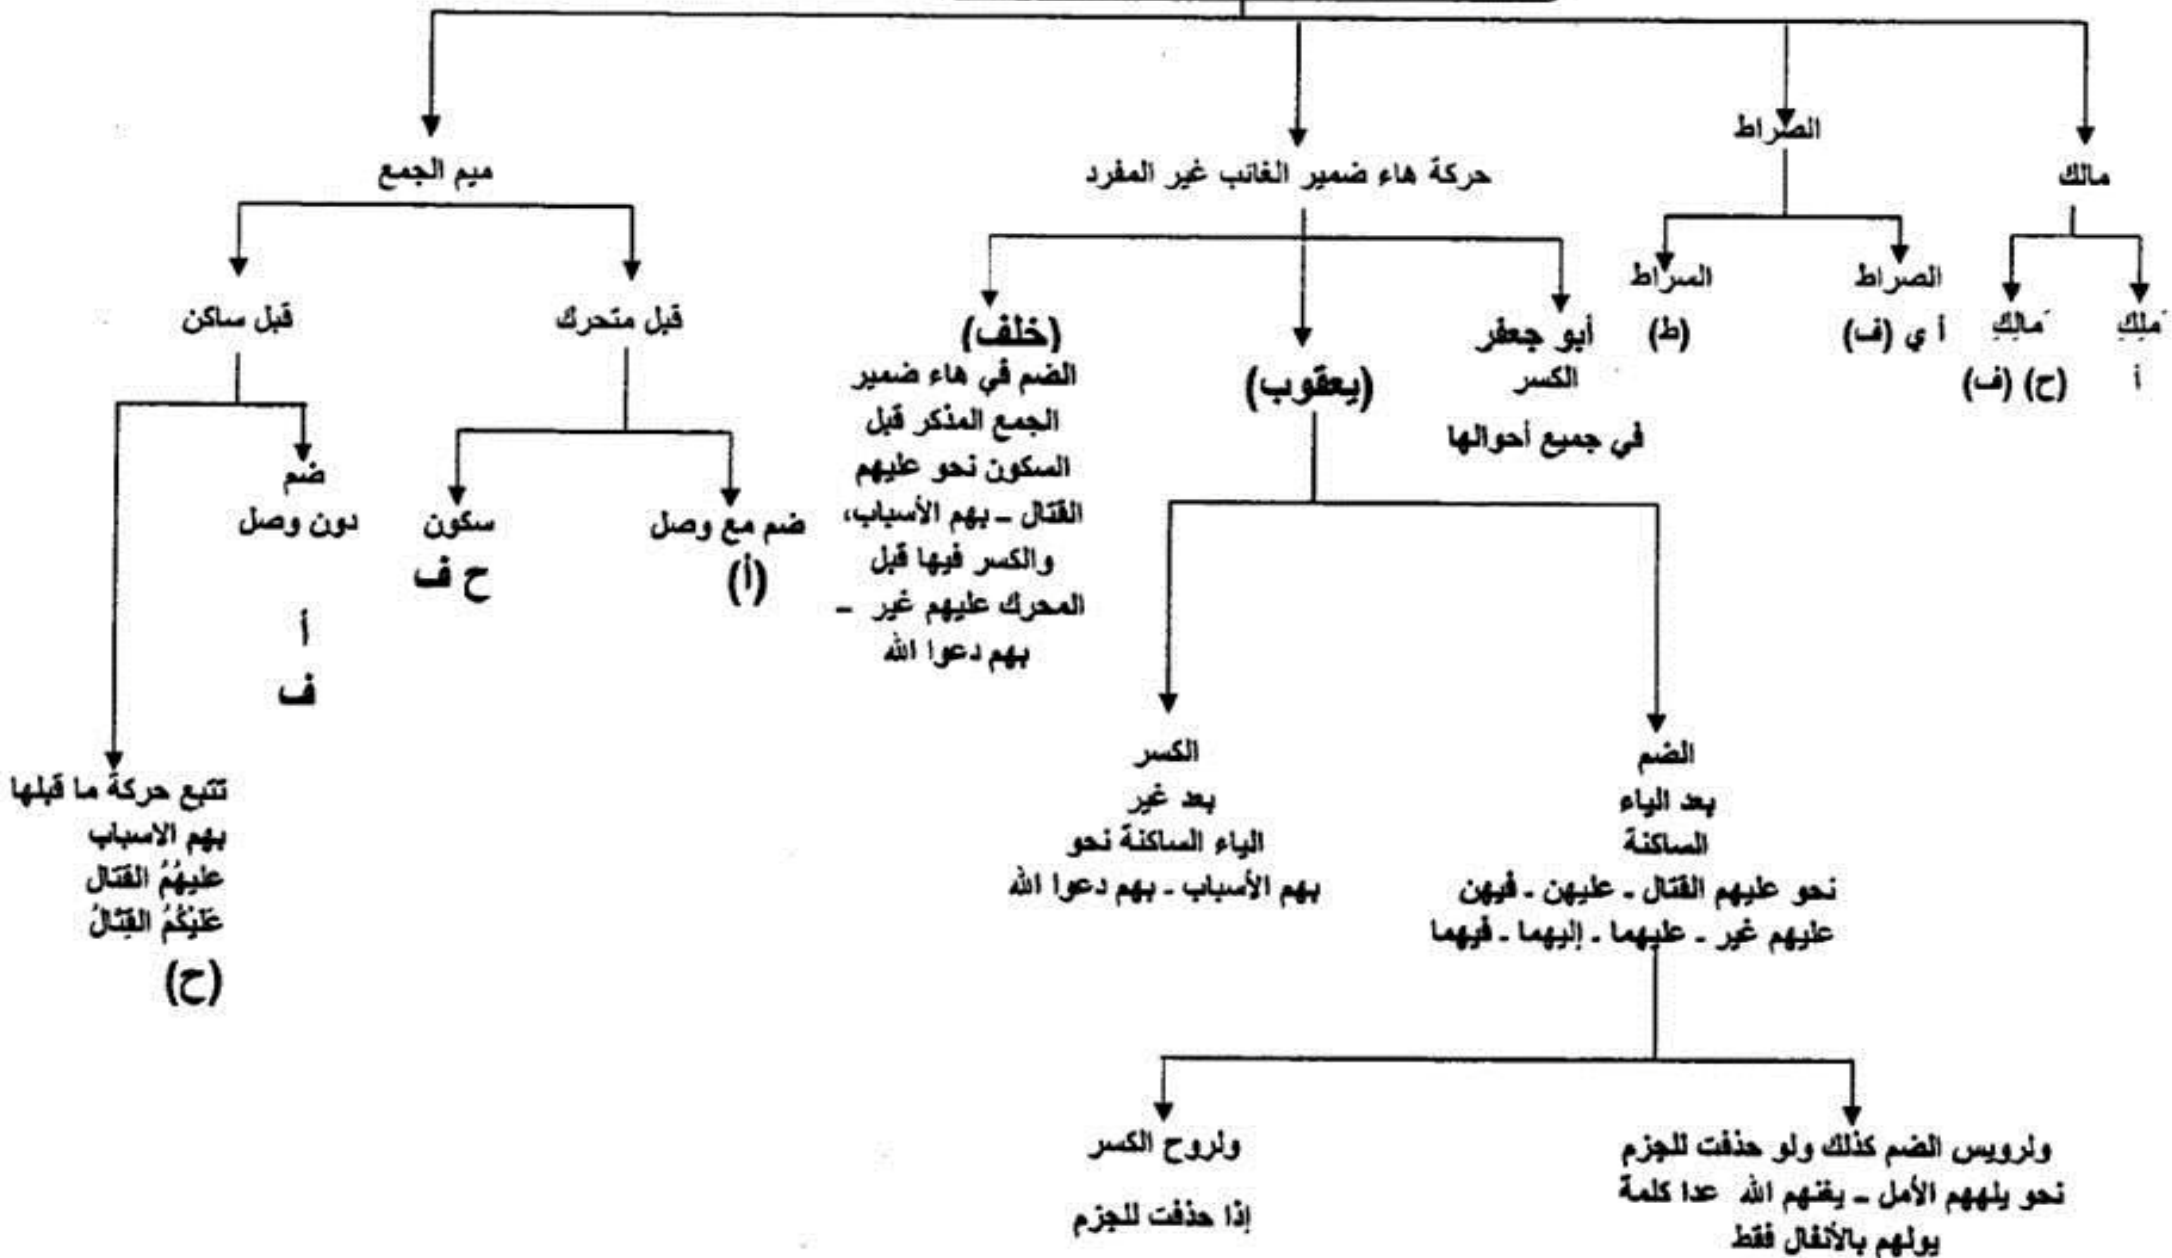 مالك
مَلِكِ
أ
مَالِكِ
(ح) (ف)
الصراط
الصراط
أ ي (ف)
السراط
(ط)
حركة هاء ضمير الغائب غير المفرد
أبو جعفر
الكسر
في جميع أحوالها
(يعقوب)
الضم
بعد الياء
الساكنة
نحو عليهم القتال ـ عليهن ـ فيهن
عليهم غير ـ عليهما ـ إليهما ـ فيهما
ولرويس الضم كذلك ولو حذفت للجزم
نحو يلههم الأمل ـ يغنهم الله عدا كلمة
يولهم بالأنفال فقط
ولروح الكسر
إذا حذفت للجزم
الكسر
بعد غير
الياء الساكنة نحو
بهم الأسباب ـ بهم دعوا الله
(خلف)
الضم في هاء ضمير
الجمع المذكر قبل
السكون نحو عليهم
القتال ـ بهم الأسباب،
والكسر فيها قبل
المحرك عليهم غير ـ
بهم دعوا الله
ميم الجمع
قبل متحرك
ضم مع وصل
(أ)
سكون
ح ف
قبل ساكن
ضم
دون وصل
أ
ف
تتبع حركة ما قبلها
بهم الاسباب
عليهُمُ القتال
عَلَيْكُمُ القِتَالُ
(ح)